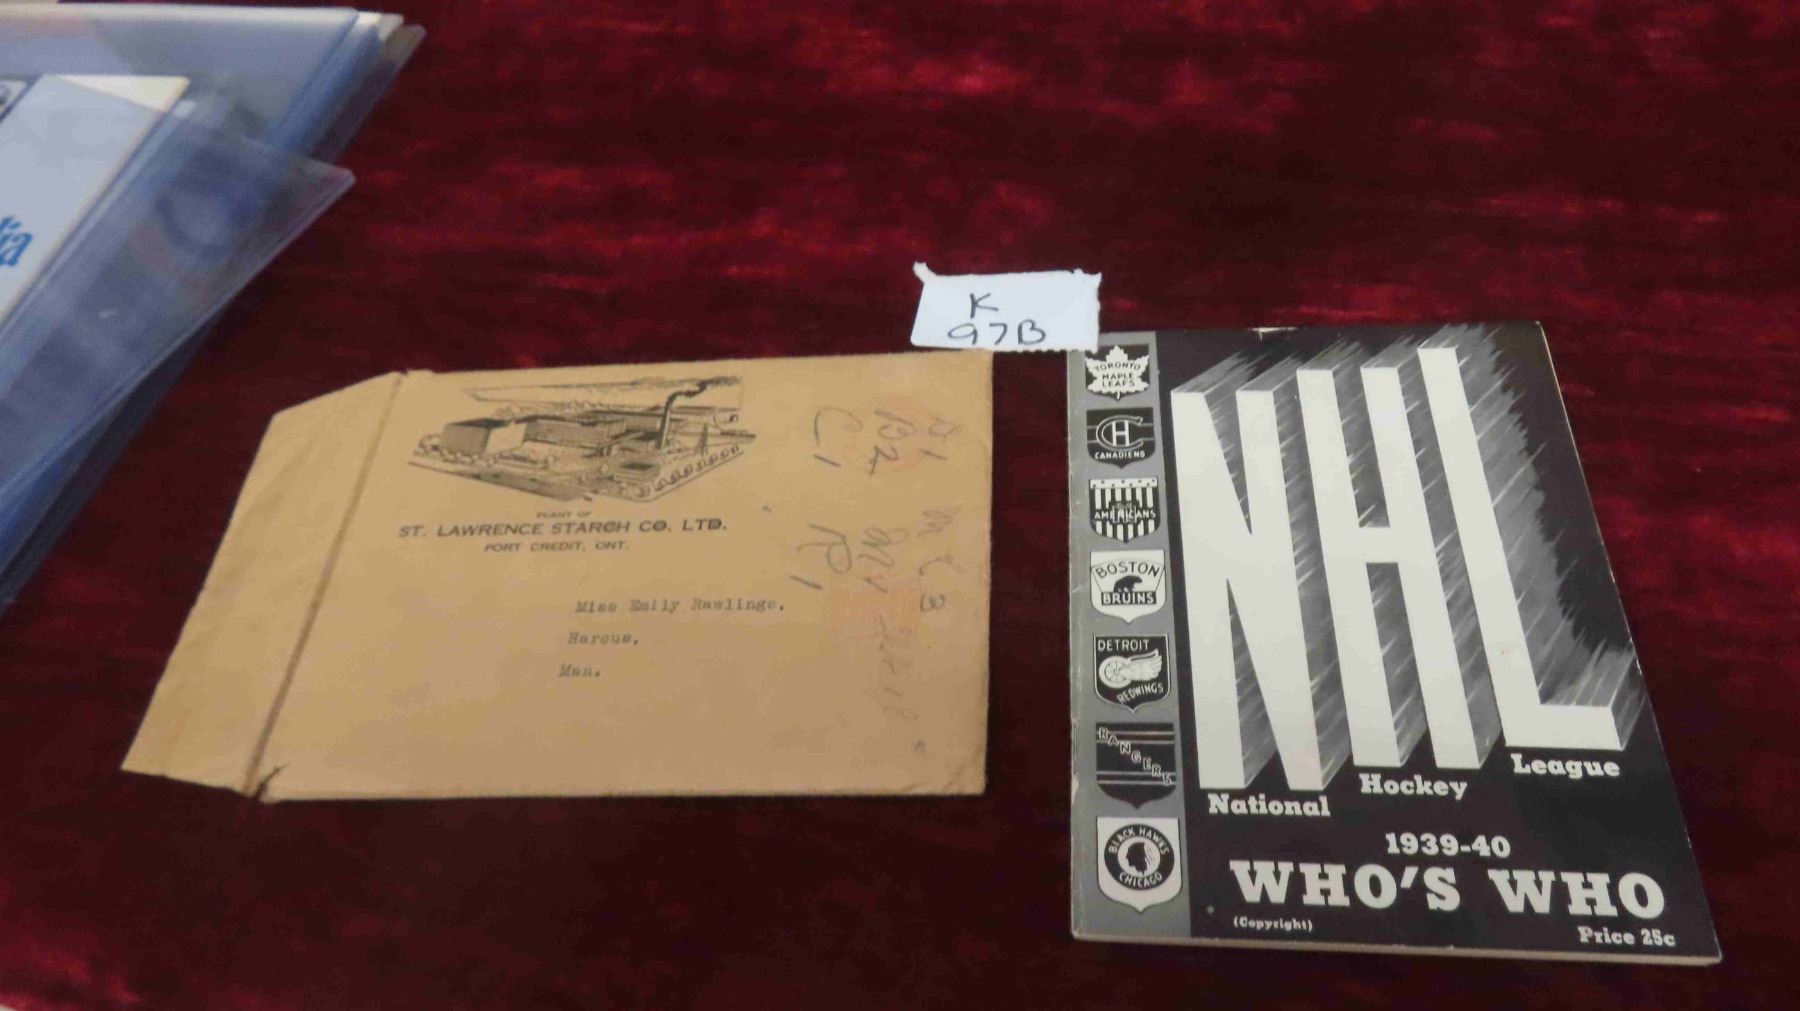 K
97B
PLANT OF
ST. LAWRENCE STARCH CO. LTD.
PORT CREDIT, ONT.
Miss Emily Rawlings,
Harcus,
Man.
TORONTO
MAPLE
LEAFS
CH
CANADIENS
AMERICANS
BOSTON
BRUINS
DETROIT
REDWINGS
RANGERS
BLACK HAWKS
CHICAGO
NHL
National
Hockey
League
1939-40
WHO'S WHO
(Copyright)
Price 25c